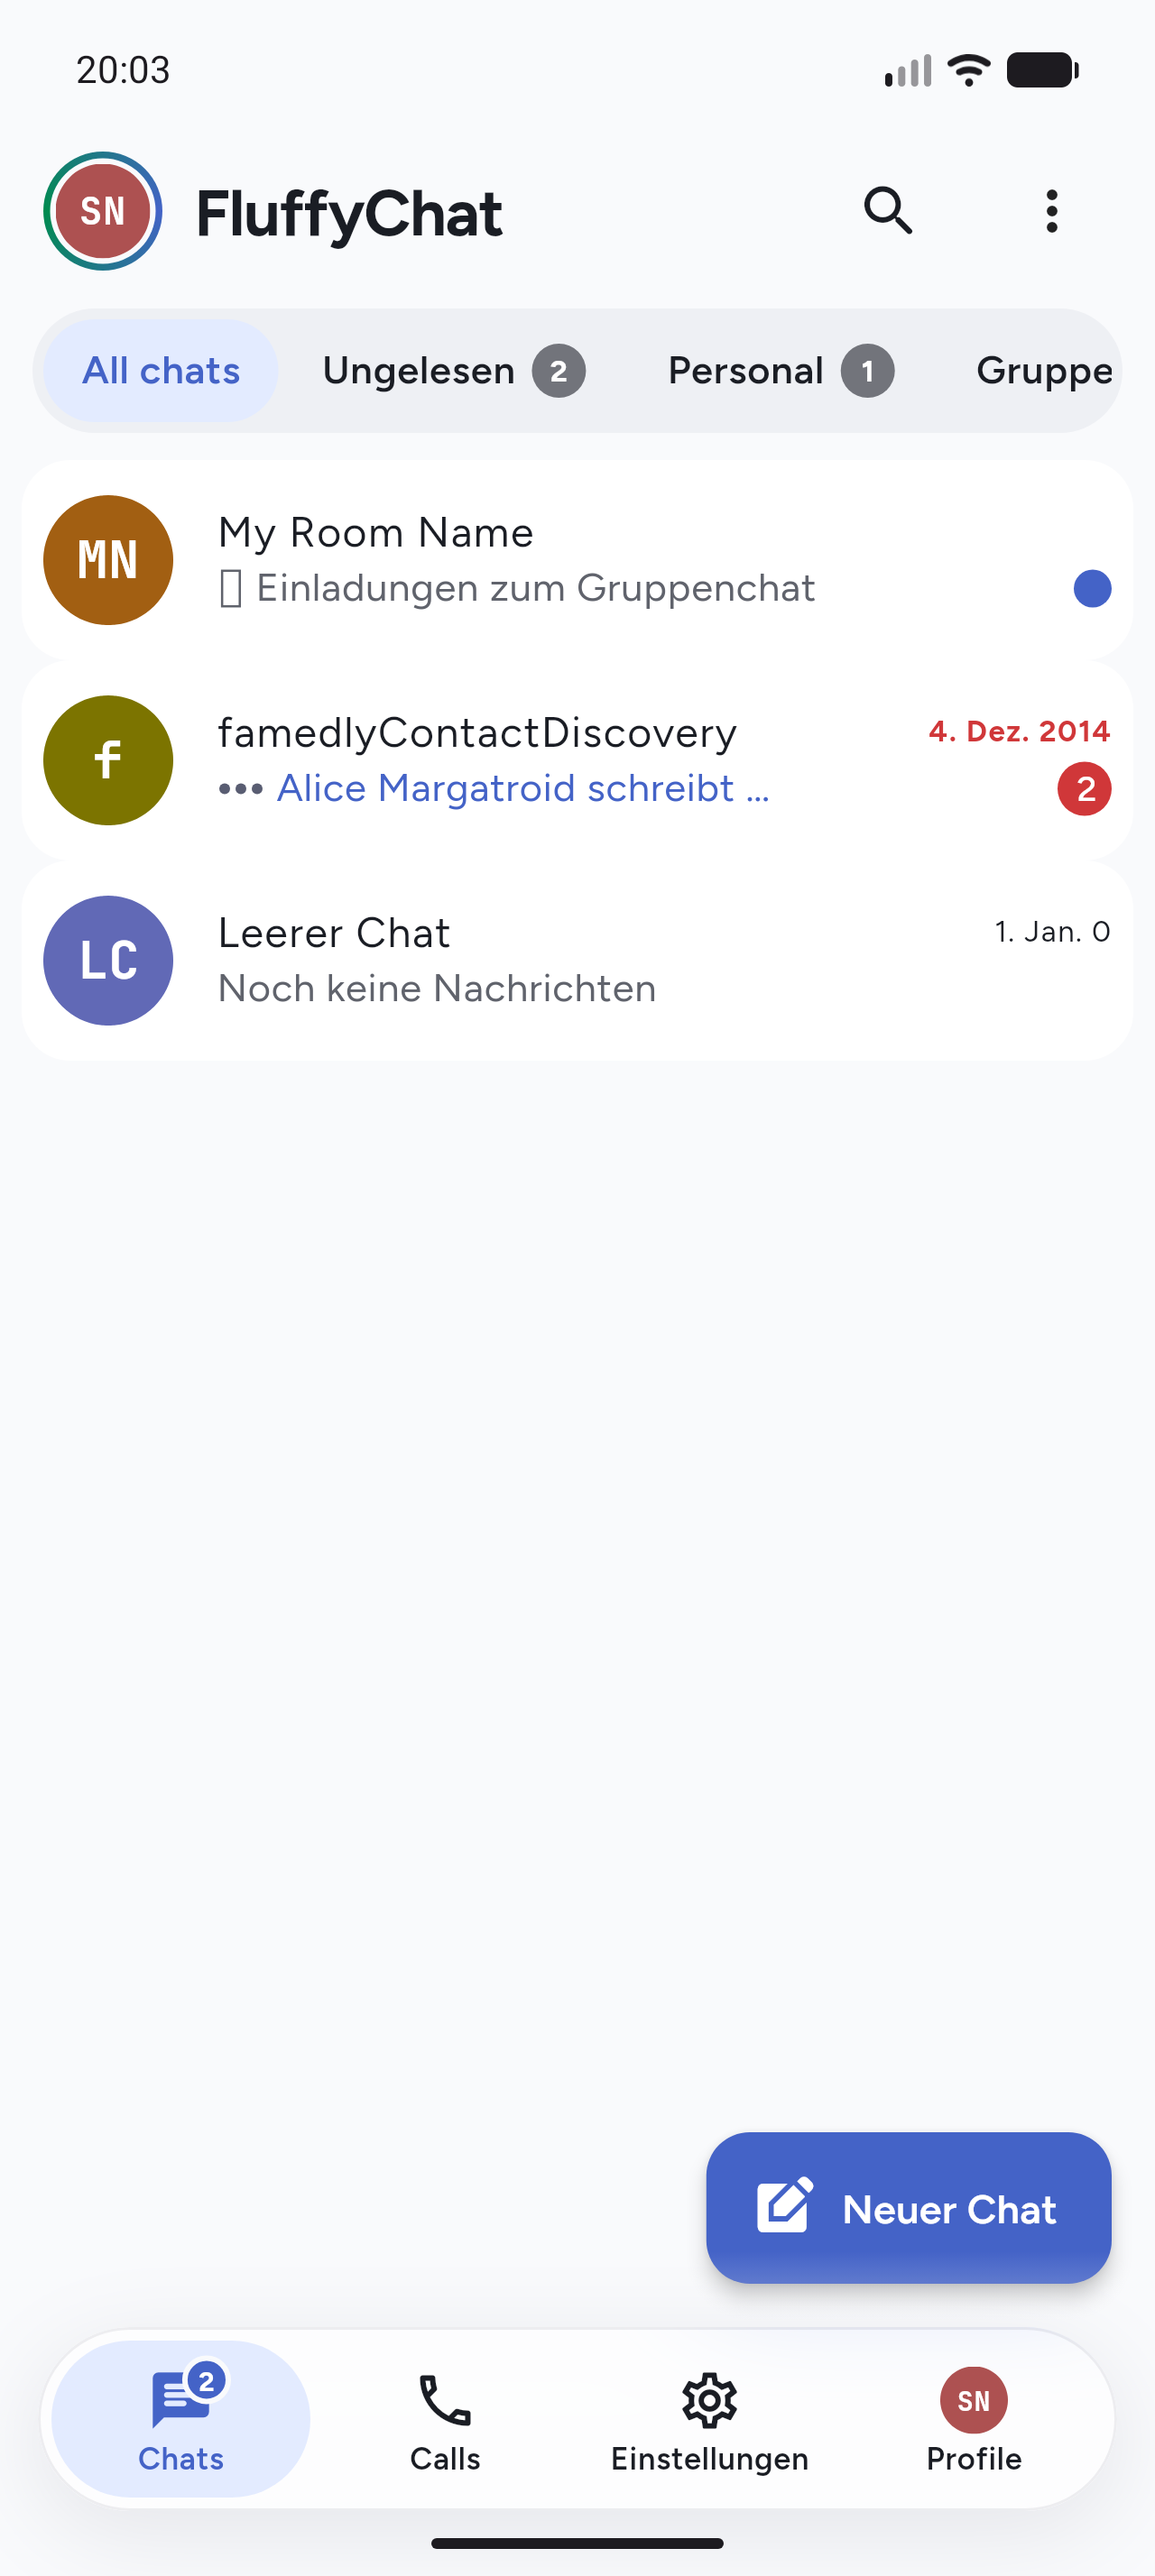 20:03
SN FluffyChat
All chats Ungelesen 2 Personal 1 Gruppe
MN My Room Name
Einladungen zum Gruppenchat
f famedlyContactDiscovery 4. Dez. 2014
••• Alice Margatroid schreibt ... 2
LC Leerer Chat 1. Jan. 0
Noch keine Nachrichten
Neuer Chat
2 SN
Chats Calls Einstellungen Profile